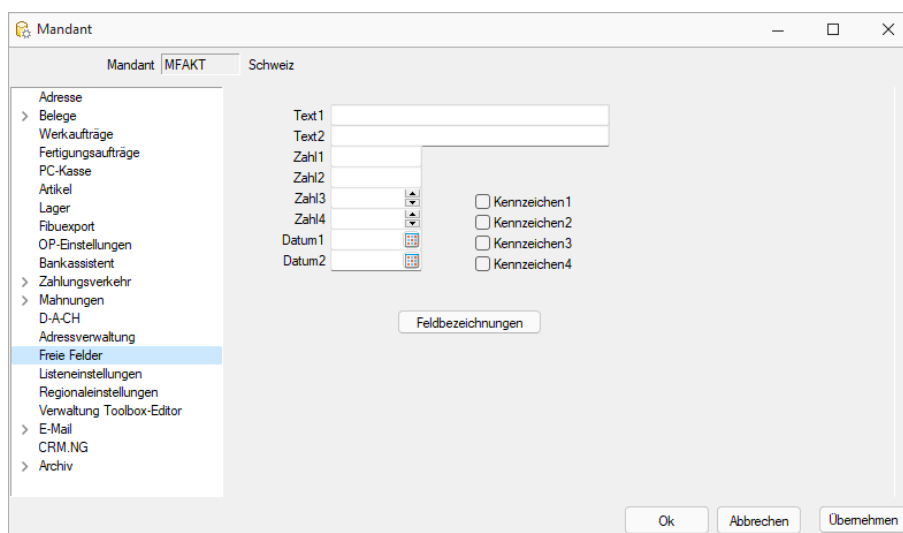 Mandant
Mandant MFAKT Schweiz
Adresse
Belege
Werkaufträge
Fertigungsaufträge
PC-Kasse
Artikel
Lager
Fibuexport
OP-Einstellungen
Bankassistent
Zahlungsverkehr
Mahnungen
D-A-CH
Adressverwaltung
Freie Felder
Listeneinstellungen
Regionaleinstellungen
Verwaltung Toolbox-Editor
E-Mail
CRM.NG
Archiv
Text1
Text2
Zahl1
Zahl2
Zahl3
Zahl4
Datum1
Datum2
Kennzeichen1
Kennzeichen2
Kennzeichen3
Kennzeichen4
Feldbezeichnungen
Ok Abbrechen Übernehmen